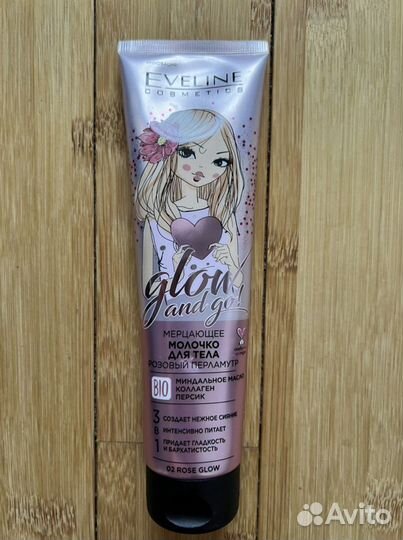 EVELINE
COSMETICS
glow
and go!
МЕРЦАЮЩЕЕ
МОЛОЧКО
ДЛЯ ТЕЛА
РОЗОВЫЙ ПЕРЛАМУТР
BIO
МИНДАЛЬНОЕ МАСЛО
КОЛЛАГЕН
ПЕРСИК
3 СОЗДАЕТ НЕЖНОЕ СИЯНИЕ
В ИНТЕНСИВНО ПИТАЕТ
1 ПРИДАЕТ ГЛАДКОСТЬ
И БАРХАТИСТОСТЬ
02 ROSE GLOW
Avito